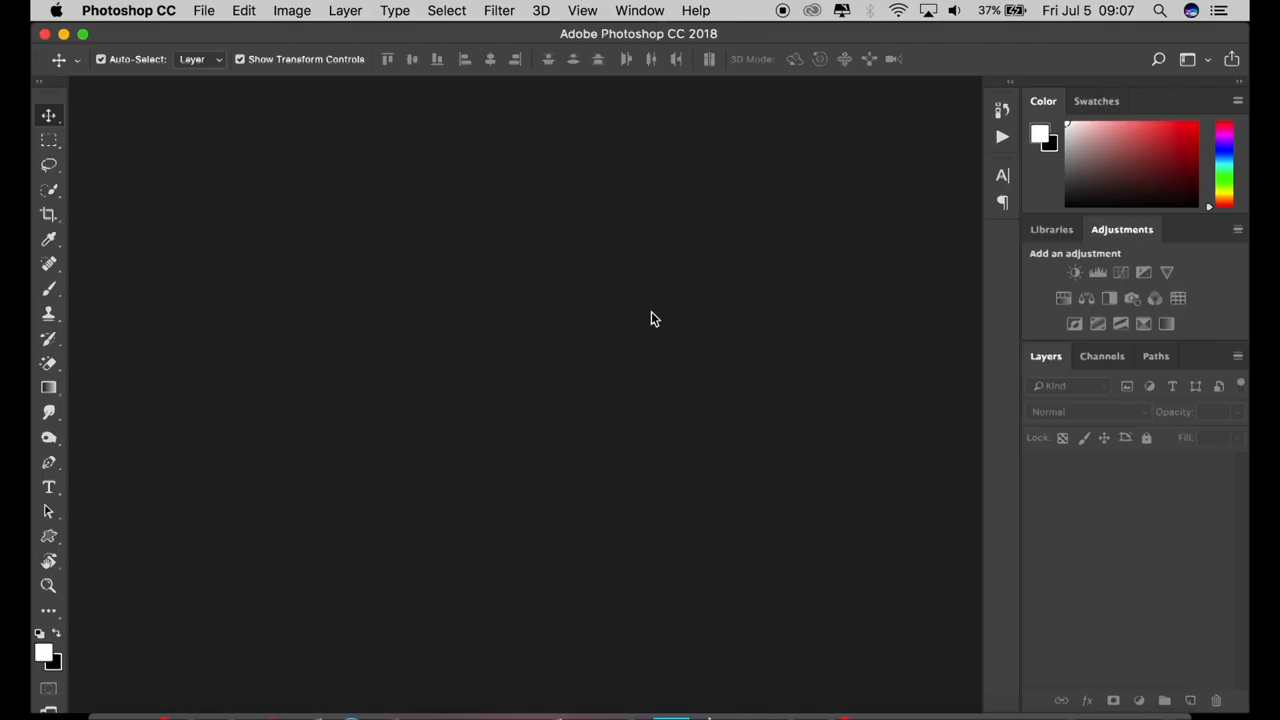 Photoshop CC File Edit Image Layer Type Select Filter 3D View Window Help 37% Fri Jul 5 09:07
Adobe Photoshop CC 2018
Auto-Select: Layer Show Transform Controls 3D Mode:
Color Swatches
Libraries Adjustments
Add an adjustment
Layers Channels Paths
Kind
Normal Opacity:
Lock: Fill: